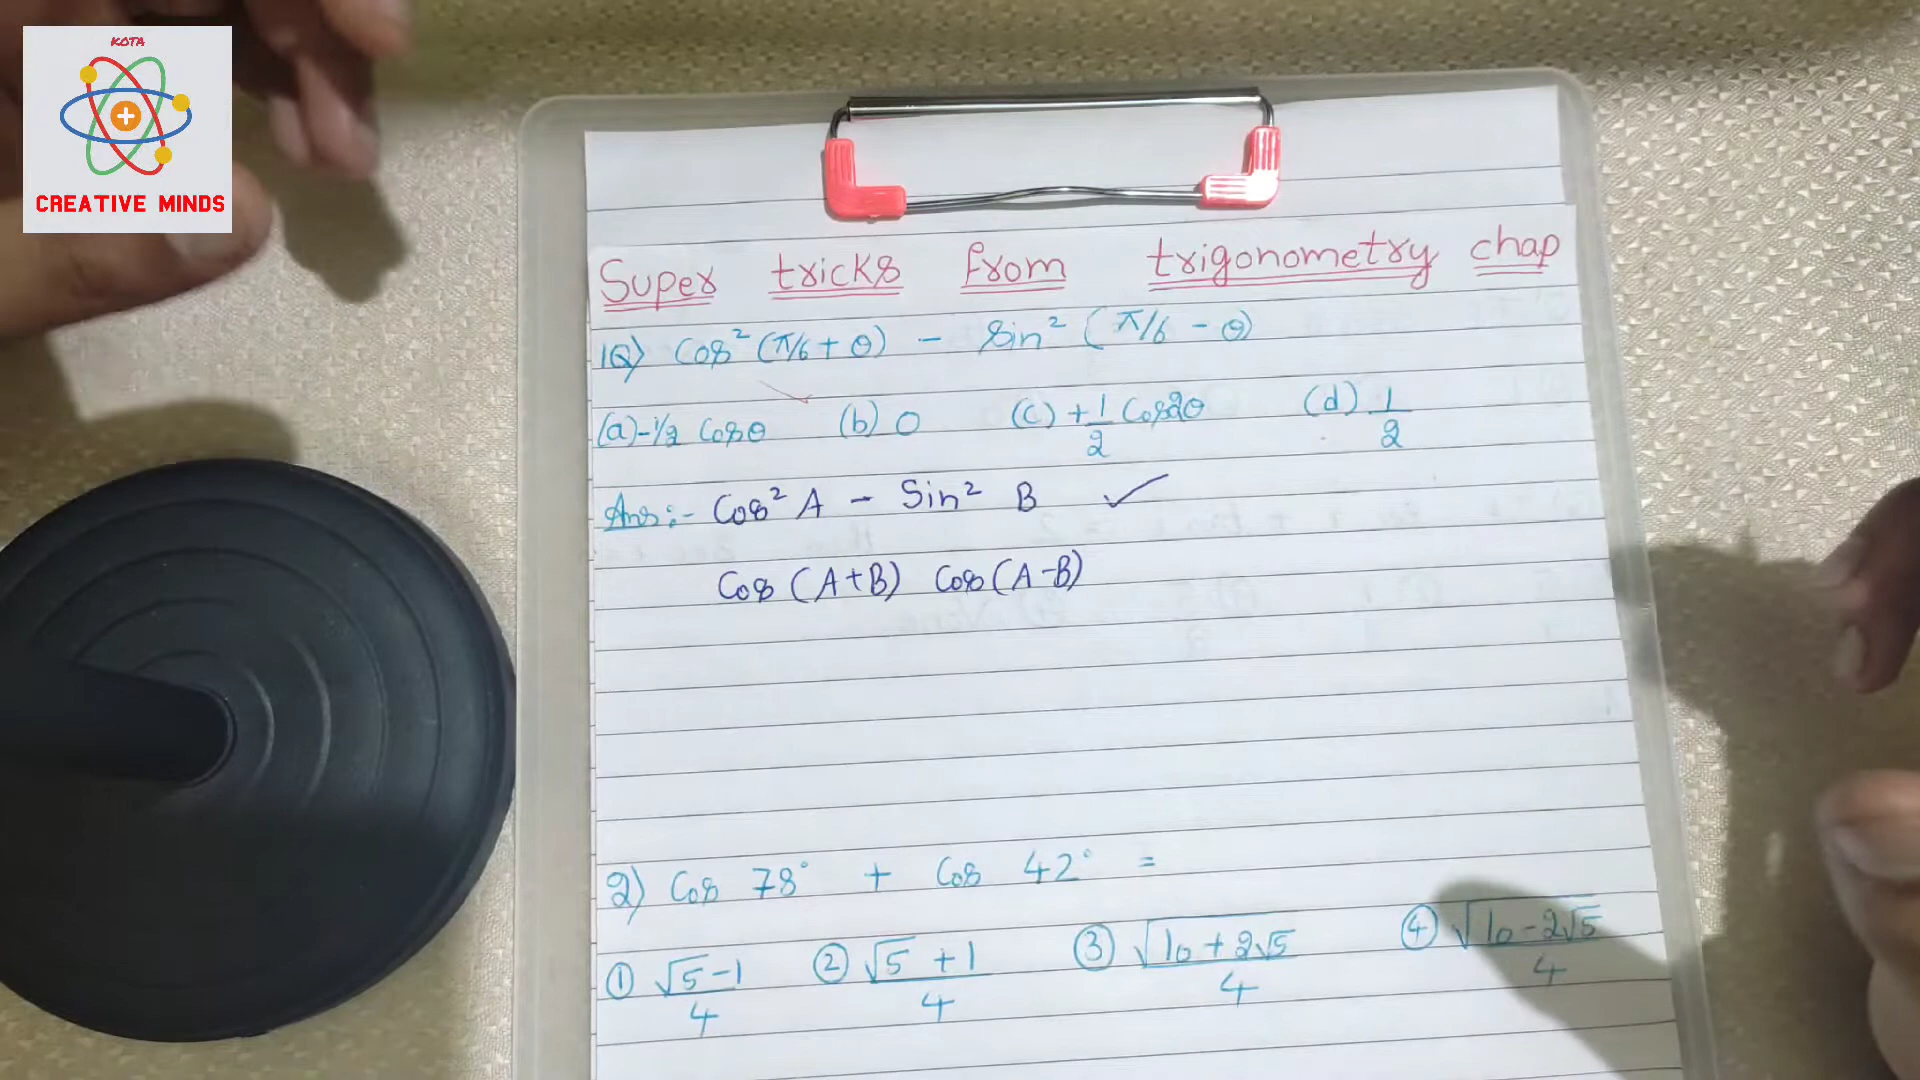 KOTA
CREATIVE MINDS
Super tricks from trigonometry chap
1Q) Cos² (π/6 + θ) - Sin² (π/6 - θ)
(a) -1/2 Cosθ (b) 0 (c) +1/2 Cos2θ (d) 1/2
Ans:- Cos² A - Sin² B ✓
Cos (A+B) Cos (A-B)
2) Cos 78° + Cos 42° =
① √5-1/4 ② √5+1/4 ③ √10+2√5/4 ④ √10-2√5/4